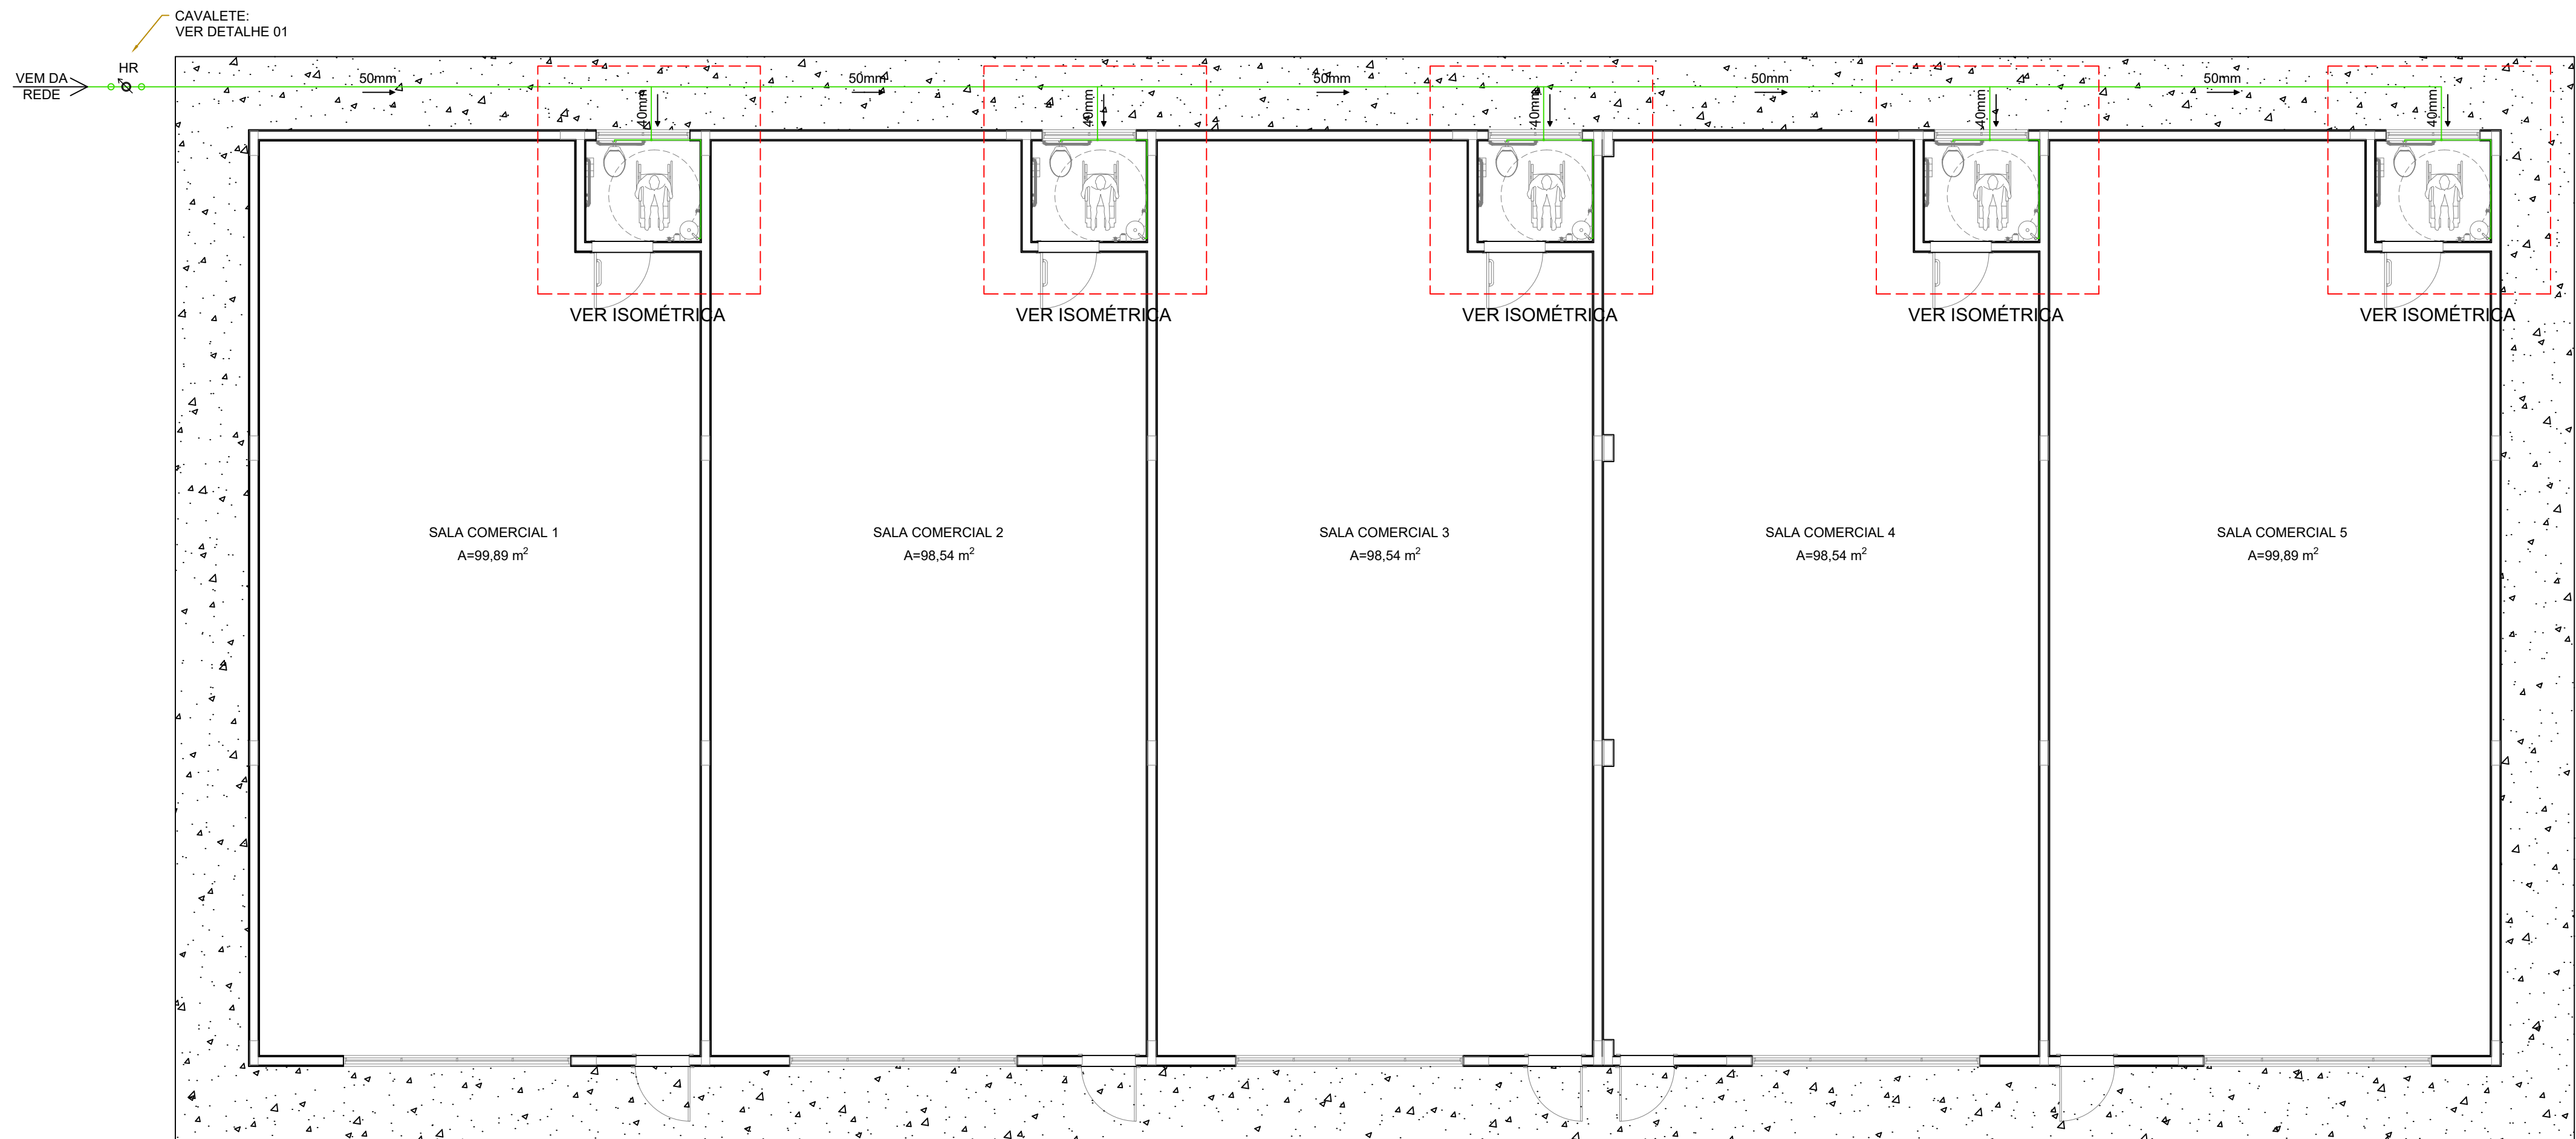 CAVALETE:
VER DETALHE 01
VEM DA
REDE
HR
50mm
50mm
50mm
50mm
50mm
40mm
40mm
40mm
40mm
40mm
VER ISOMÉTRICA
VER ISOMÉTRICA
VER ISOMÉTRICA
VER ISOMÉTRICA
VER ISOMÉTRICA
SALA COMERCIAL 1
A=99,89 m²
SALA COMERCIAL 2
A=98,54 m²
SALA COMERCIAL 3
A=98,54 m²
SALA COMERCIAL 4
A=98,54 m²
SALA COMERCIAL 5
A=99,89 m²